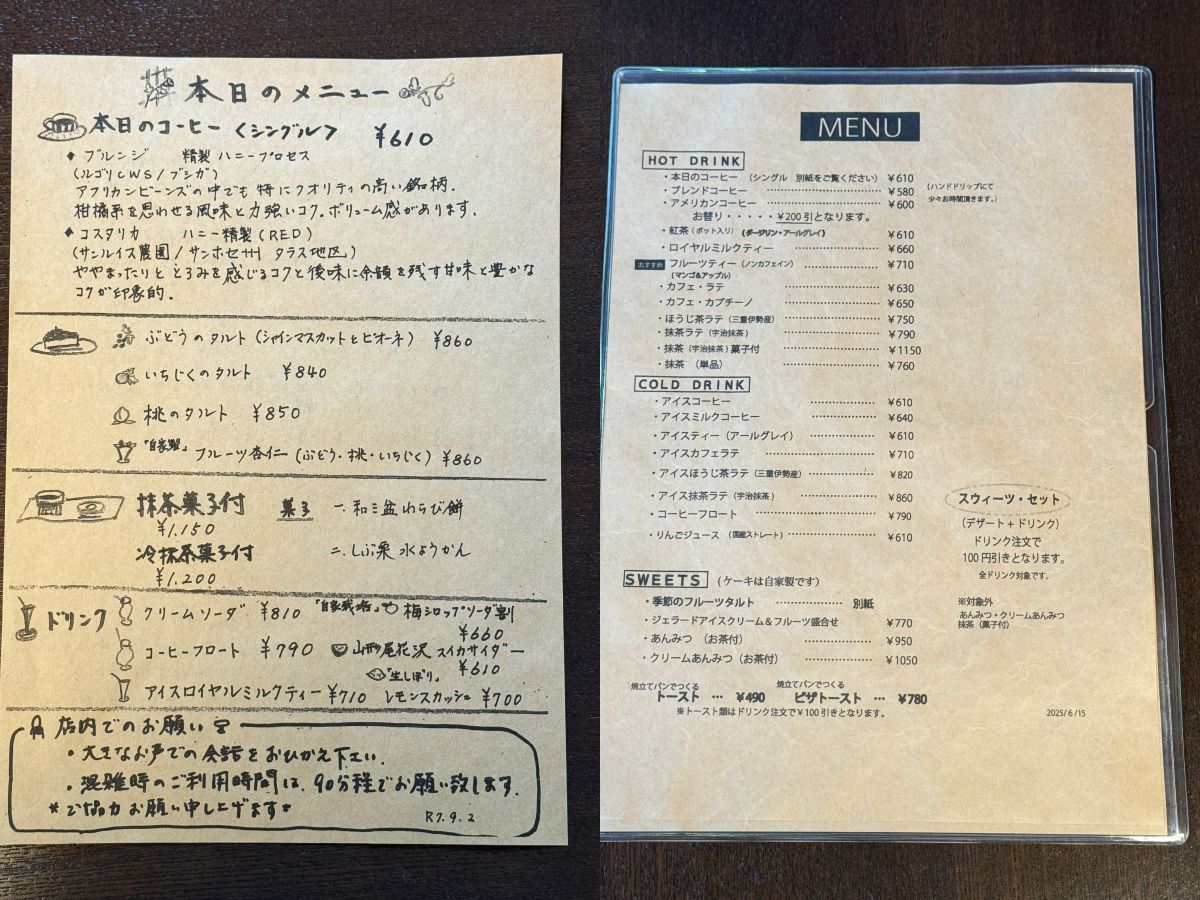 本日のメニュー
本日のコーヒー〈シングル〉 ¥610
♦ ブルンジ 精製 ハニープロセス
(ルゴリCWS/ブシガ)
アフリカンビーンズの中でも特にクオリティの高い銘柄.
柑橘系を思わせる風味と力強いコク。ボリューム感があります.
♦ コスタリカ ハニー精製(RED)
(サンルイス農園/サンホセ州 タラス地区)
ややまったりと とろみを感じるコクと後味に余韻を残す甘味と豊かな
コクが印象的.
ぶどうのタルト(シャインマスカットとピオーネ) ¥860
いちじくのタルト ¥840
桃のタルト ¥850
「自家製」 フルーツ杏仁(ぶどう・桃・いちじく) ¥860
抹茶菓子付 菓子 一. 和三盆わらび餅
¥1.150
冷抹茶菓子付 二. しぶ栗 水ようかん
¥1.200
ドリンク クリームソーダ ¥810 「自家栽培」 梅シロップソーダ割
¥660
コーヒーフロート ¥790 山形尾花沢 スイカサイダー
「生しぼり」 ¥610
アイスロイヤルミルクティー ¥710 レモンスカッシュ ¥700
店内でのお願い
・大きなお声での会話をおひかえ下さい.
・混雑時のご利用時間は、90分程でお願い致します.
*ご協力お願い申し上げます*
R7.9.2
MENU
HOT DRINK
・本日のコーヒー (シングル 別紙をご覧ください) ¥610
・ブレンドコーヒー ………… ¥580 (ハンドドリップにて
・アメリカンコーヒー ………… ¥600 少々お時間頂きます。)
お替り・・・・・¥200引となります。
・紅茶(ポット入り) (ダージリン・アールグレイ) ¥610
・ロイヤルミルクティー ………… ¥660
おすすめ フルーツティー(ノンカフェイン) ………… ¥710
(マンゴ&アップル)
・カフェ・ラテ ………… ¥630
・カフェ・カプチーノ ………… ¥650
・ほうじ茶ラテ(三重伊勢産) ………… ¥750
・抹茶ラテ(宇治抹茶) ………… ¥790
・抹茶(宇治抹茶)菓子付 ………… ¥1150
・抹茶 (単品) ………… ¥760
COLD DRINK
・アイスコーヒー ………… ¥610
・アイスミルクコーヒー ………… ¥640
・アイスティー(アールグレイ) ………… ¥610
・アイスカフェラテ ………… ¥710
・アイスほうじ茶ラテ(三重伊勢産) ………… ¥820
・アイス抹茶ラテ(宇治抹茶) ………… ¥860
・コーヒーフロート ………… ¥790
・りんごジュース (国産ストレート) ………… ¥610
スウィーツ・セット
(デザート+ドリンク)
ドリンク注文で
100円引きとなります。
全ドリンク対象です。
※対象外
あんみつ・クリームあんみつ
抹茶(菓子付)
SWEETS (ケーキは自家製です)
・季節のフルーツタルト ………… 別紙
・ジェラードアイスクリーム&フルーツ盛合せ ¥770
・あんみつ (お茶付) ………… ¥950
・クリームあんみつ(お茶付) ………… ¥1050
焼立てパンでつくる 焼立てパンでつくる
トースト … ¥490 ピザトースト … ¥780
※トースト類はドリンク注文で¥100引きとなります。
2025/6/15